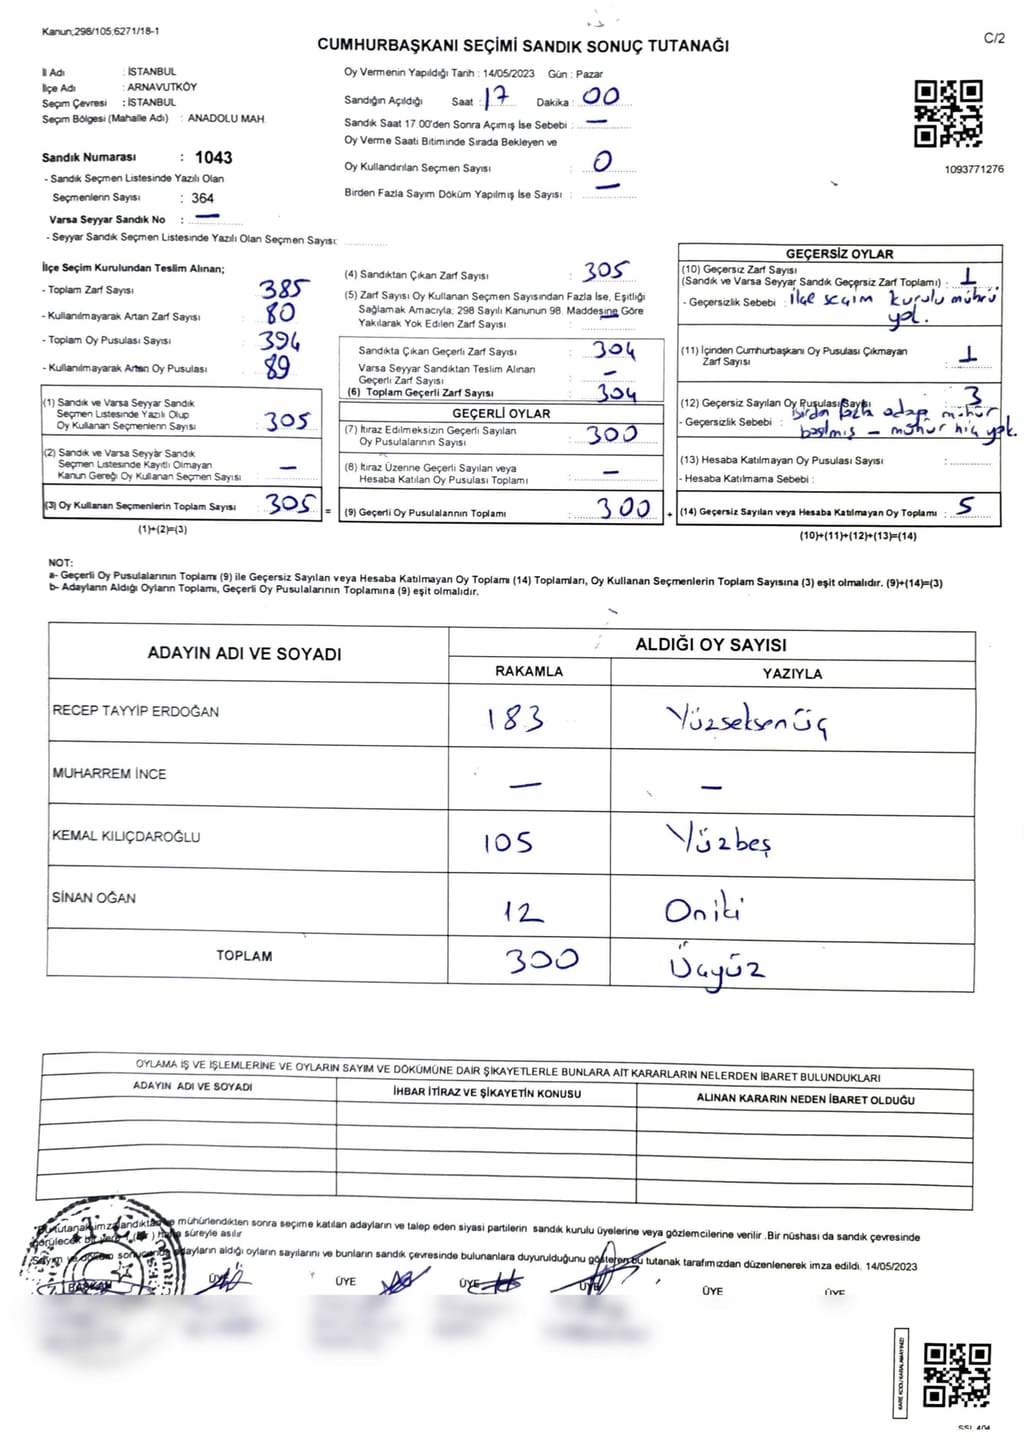 Kanun;298/105;6271/18-1
C/2
CUMHURBAŞKANI SEÇİMİ SANDIK SONUÇ TUTANAĞI
İl Adı : İSTANBUL
İlçe Adı : ARNAVUTKÖY
Seçim Çevresi : İSTANBUL
Seçim Bölgesi (Mahalle Adı) : ANADOLU MAH.
Sandık Numarası : 1043
- Sandık Seçmen Listesinde Yazılı Olan
Seçmenlerin Sayısı : 364
Varsa Seyyar Sandık No : —
- Seyyar Sandık Seçmen Listesinde Yazılı Olan Seçmen Sayısı:
Oy Vermenin Yapıldığı Tarih : 14/05/2023 Gün : Pazar
Sandığın Açıldığı Saat : 17 Dakika : 00
Sandık Saat 17.00'den Sonra Açımış İse Sebebi : —
Oy Verme Saati Bitiminde Sırada Bekleyen ve
Oy Kullandırılan Seçmen Sayısı : 0
Birden Fazla Sayım Döküm Yapılmış İse Sayısı : —
1093771276
İlçe Seçim Kurulundan Teslim Alınan;
- Toplam Zarf Sayısı : 385
- Kullanılmayarak Artan Zarf Sayısı : 80
- Toplam Oy Pusulası Sayısı : 394
- Kullanılmayarak Artan Oy Pusulası : 89
(1) Sandık ve Varsa Seyyar Sandık
Seçmen Listesinde Yazılı Olup
Oy Kullanan Seçmenlerin Sayısı : 305
(2) Sandık ve Varsa Seyyar Sandık
Seçmen Listesinde Kayıtlı Olmayan
Kanun Gereği Oy Kullanan Seçmen Sayısı : —
(3) Oy Kullanan Seçmenlerin Toplam Sayısı : 305 =
(1)+(2)=(3)
(4) Sandıktan Çıkan Zarf Sayısı : 305
(5) Zarf Sayısı Oy Kullanan Seçmen Sayısından Fazla İse, Eşitliği
Sağlamak Amacıyla, 298 Sayılı Kanunun 98. Maddesine Göre
Yakılarak Yok Edilen Zarf Sayısı : —
Sandıkta Çıkan Geçerli Zarf Sayısı : 304
Varsa Seyyar Sandıktan Teslim Alınan
Geçerli Zarf Sayısı : —
(6) Toplam Geçerli Zarf Sayısı : 304
GEÇERLİ OYLAR
(7) İtiraz Edilmeksizin Geçerli Sayılan
Oy Pusulalarının Sayısı : 300
(8) İtiraz Üzerine Geçerli Sayılan veya
Hesaba Katılan Oy Pusulası Toplamı : —
(9) Geçerli Oy Pusulalarının Toplamı : 300 +
GEÇERSİZ OYLAR
(10) Geçersiz Zarf Sayısı
(Sandık ve Varsa Seyyar Sandık Geçersiz Zarf Toplamı) : 1
- Geçersizlik Sebebi : ilçe seçim kurulu mührü
yok.
(11) İçinden Cumhurbaşkanı Oy Pusulası Çıkmayan
Zarf Sayısı : 1
(12) Geçersiz Sayılan Oy Pusulası Sayısı : 3
- Geçersizlik Sebebi : birden fazla adap mühür
basılmış — mühür hiç yok.
(13) Hesaba Katılmayan Oy Pusulası Sayısı :
- Hesaba Katılmama Sebebi :
(14) Geçersiz Sayılan veya Hesaba Katılmayan Oy Toplamı : 5
(10)+(11)+(12)+(13)=(14)
NOT:
a- Geçerli Oy Pusulalarının Toplamı (9) ile Geçersiz Sayılan veya Hesaba Katılmayan Oy Toplamı (14) Toplamları, Oy Kullanan Seçmenlerin Toplam Sayısına (3) eşit olmalıdır. (9)+(14)=(3)
b- Adayların Aldığı Oyların Toplamı, Geçerli Oy Pusulalarının Toplamına (9) eşit olmalıdır.
ADAYIN ADI VE SOYADI ALDIĞI OY SAYISI
RAKAMLA YAZIYLA
RECEP TAYYİP ERDOĞAN 183 Yüzseksenüç
MUHARREM İNCE — —
KEMAL KILIÇDAROĞLU 105 Yüzbeş
SİNAN OĞAN 12 Oniki
TOPLAM 300 Üçyüz
OYLAMA İŞ VE İŞLEMLERİNE VE OYLARIN SAYIM VE DÖKÜMÜNE DAİR ŞİKAYETLERLE BUNLARA AİT KARARLARIN NELERDEN İBARET BULUNDUKLARI
ADAYIN ADI VE SOYADI İHBAR İTİRAZ VE ŞİKAYETİN KONUSU ALINAN KARARIN NEDEN İBARET OLDUĞU
mühürlendikten sonra seçime katılan adayların ve talep eden siyasi partilerin sandık kurulu üyelerine veya gözlemcilerine verilir .Bir nüshası da sandık çevresinde
süreyle asılır
adayların aldığı oyların sayılarını ve bunların sandık çevresinde bulunanlara duyurulduğunu gösteren bu tutanak tarafımızdan düzenlenerek imza edildi. 14/05/2023
BAŞKAN ÜYE ÜYE ÜYE ÜYE ÜYE ÜYE
KARE KODU KARALAMAYINIZ!